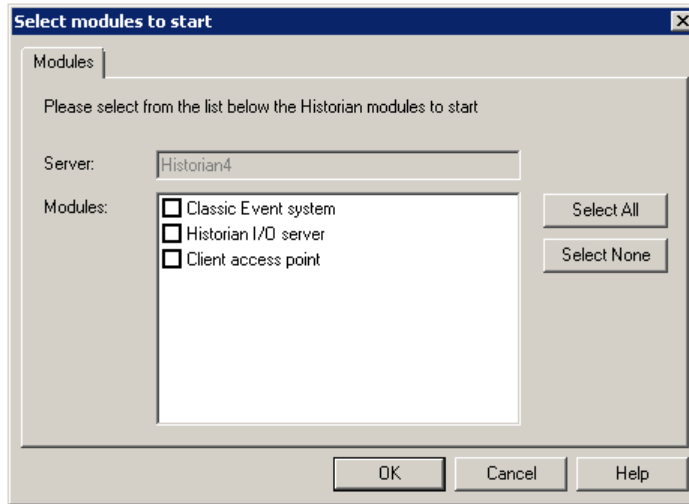 Select modules to start
Modules
Please select from the list below the Historian modules to start
Server: Historian4
Modules:
Classic Event system
Historian I/O server
Client access point
Select All
Select None
OK Cancel Help